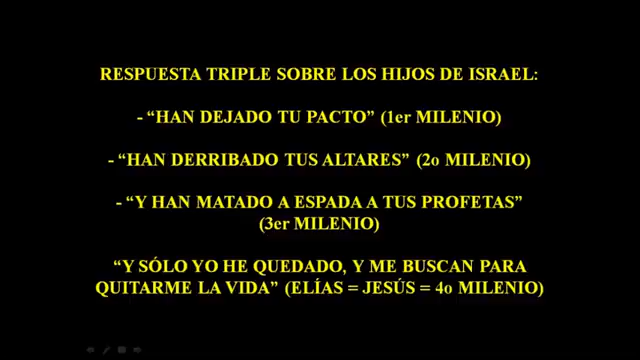 RESPUESTA TRIPLE SOBRE LOS HIJOS DE ISRAEL:
- “HAN DEJADO TU PACTO” (1er MILENIO)
- “HAN DERRIBADO TUS ALTARES” (2o MILENIO)
- “Y HAN MATADO A ESPADA A TUS PROFETAS”
(3er MILENIO)
“Y SÓLO YO HE QUEDADO, Y ME BUSCAN PARA
QUITARME LA VIDA” (ELÍAS = JESÚS = 4o MILENIO)